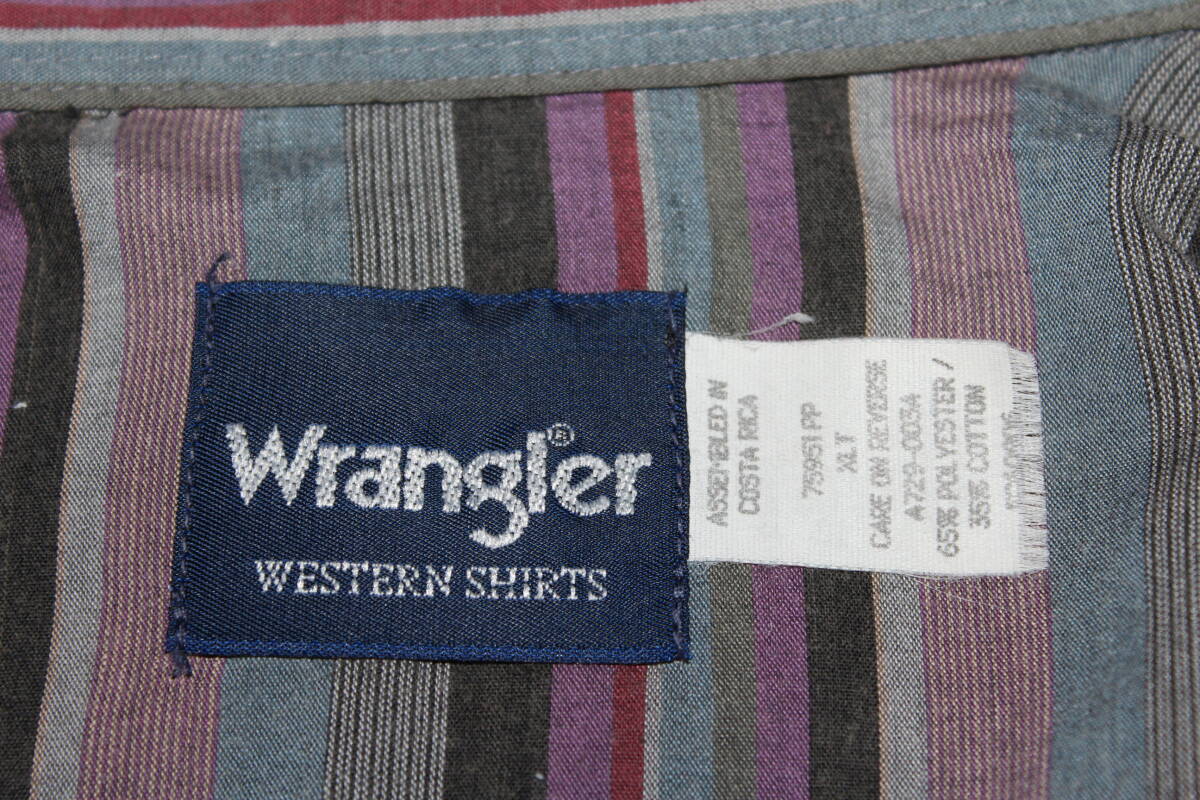 Wrangler®
WESTERN SHIRTS
ASSEMBLED IN
COSTA RICA
75951 PP
XLT
CARE ON REVERSE
A729-003A
65% POLYESTER /
35% COTTON